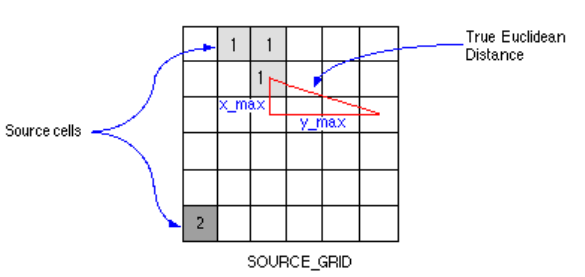 True Euclidean
Distance
1 1
1
x_max
y_max
Source cells
2
SOURCE_GRID